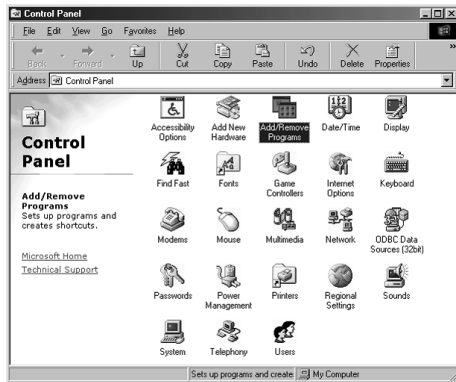 Control Panel
File Edit View Go Favorites Help
Back Forward Up Cut Copy Paste Undo Delete Properties »
Address Control Panel
Control
Panel
Add/Remove
Programs
Sets up programs and
creates shortcuts.
Microsoft Home
Technical Support
Accessibility
Options
Add New
Hardware
Add/Remove
Programs
Date/Time
Display
Find Fast
Fonts
Game
Controllers
Internet
Options
Keyboard
Modems
Mouse
Multimedia
Network
ODBC Data
Sources (32bit)
Passwords
Power
Management
Printers
Regional
Settings
Sounds
System
Telephony
Users
Sets up programs and create
My Computer